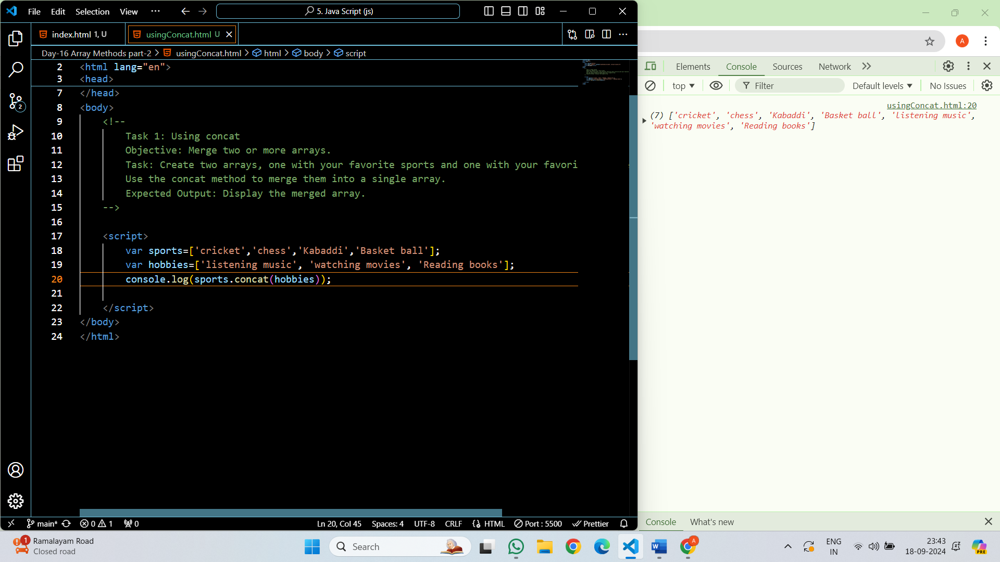 File Edit Selection View ··· 5. Java Script (js)
index.html 1, U usingConcat.html U
Day-16 Array Methods part-2 > usingConcat.html > html > body > script
2 <html lang="en">
3 <head>
7 </head>
8 <body>
9 <!--
10 Task 1: Using concat
11 Objective: Merge two or more arrays.
12 Task: Create two arrays, one with your favorite sports and one with your favori
13 Use the concat method to merge them into a single array.
14 Expected Output: Display the merged array.
15 -->
16
17 <script>
18 var sports=['cricket','chess','Kabaddi','Basket ball'];
19 var hobbies=['listening music', 'watching movies', 'Reading books'];
20 console.log(sports.concat(hobbies));
21
22 </script>
23 </body>
24 </html>
2
main* 0 1 0 Ln 20, Col 45 Spaces: 4 UTF-8 CRLF HTML Port : 5500 Prettier
A
Elements Console Sources Network
top Filter Default levels No Issues
usingConcat.html:20
(7) ['cricket', 'chess', 'Kabaddi', 'Basket ball', 'listening music',
'watching movies', 'Reading books']
Console What's new
1 Ramalayam Road
Closed road
Search
W
A
ENG
IN
23:43
18-09-2024
PRE